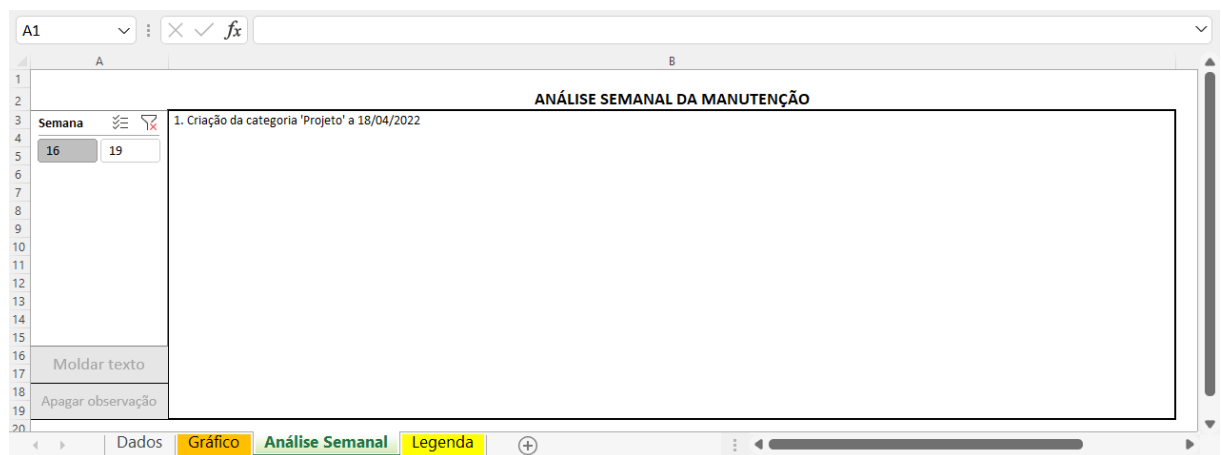 A1
fx
A B
1
2 ANÁLISE SEMANAL DA MANUTENÇÃO
3 Semana 1. Criação da categoria 'Projeto' a 18/04/2022
4
5 16 19
6
7
8
9
10
11
12
13
14
15
16
17 Moldar texto
18
19 Apagar observação
20
Dados Gráfico Análise Semanal Legenda